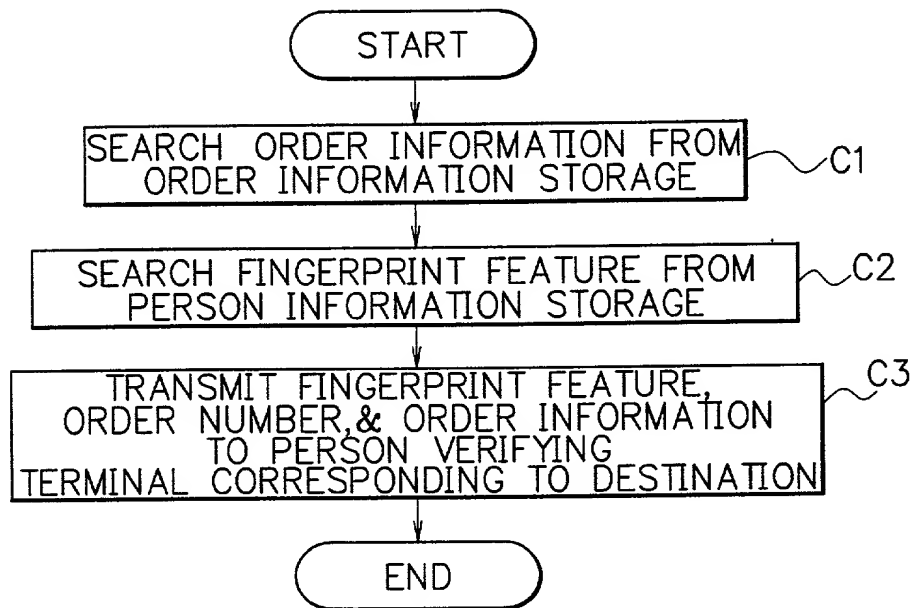 START
SEARCH ORDER INFORMATION FROM
ORDER INFORMATION STORAGE
C1
SEARCH FINGERPRINT FEATURE FROM
PERSON INFORMATION STORAGE
C2
TRANSMIT FINGERPRINT FEATURE,
ORDER NUMBER,& ORDER INFORMATION
TO PERSON VERIFYING
TERMINAL CORRESPONDING TO DESTINATION
C3
END